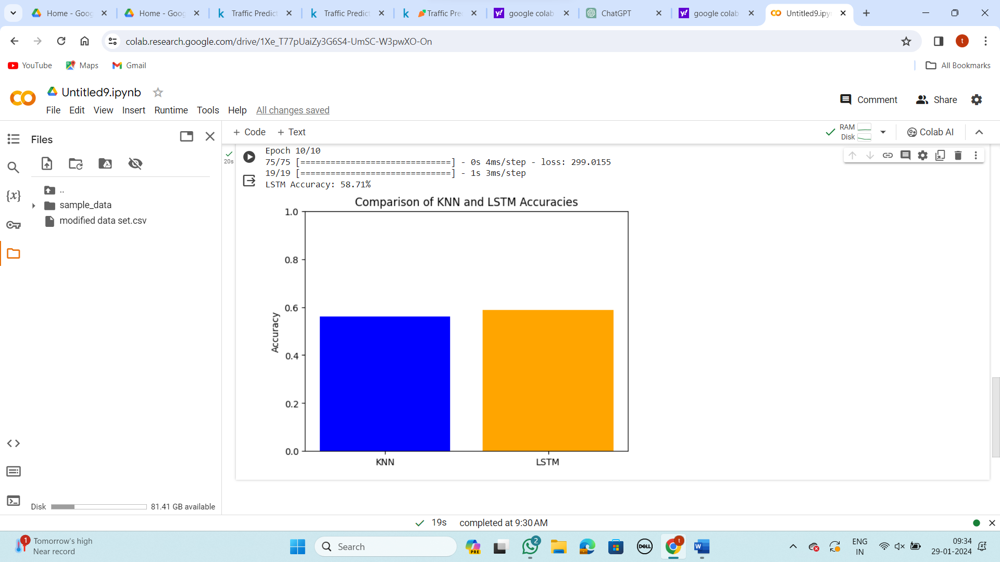 Home - Goog
Home - Goog
Traffic Predict
Traffic Predict
Traffic Pre
google colab
ChatGPT
google colab
Untitled9.ipy
colab.research.google.com/drive/1Xe_T77pUaiZy3G6S4-UmSC-W3pwXO-On
t
YouTube
Maps
Gmail
All Bookmarks
Untitled9.ipynb
File Edit View Insert Runtime Tools Help All changes saved
Comment
Share
Files
+ Code + Text
RAM
Disk
Colab AI
..
sample_data
modified data set.csv
{x}
20s
Epoch 10/10
75/75 [==============================] - 0s 4ms/step - loss: 299.0155
19/19 [==============================] - 1s 3ms/step
LSTM Accuracy: 58.71%
Comparison of KNN and LSTM Accuracies
1.0
0.8
0.6
0.4
0.2
0.0
Accuracy
KNN
LSTM
Disk
81.41 GB available
19s completed at 9:30 AM
1
Tomorrow's high
Near record
Search
PRE
2
DELL
t
W
ENG
IN
09:34
29-01-2024